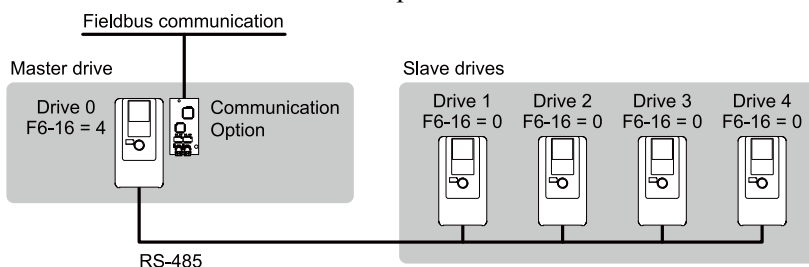 Fieldbus communication
Master drive
Drive 0
F6-16 = 4
Communication
Option
Slave drives
Drive 1
F6-16 = 0
Drive 2
F6-16 = 0
Drive 3
F6-16 = 0
Drive 4
F6-16 = 0
RS-485